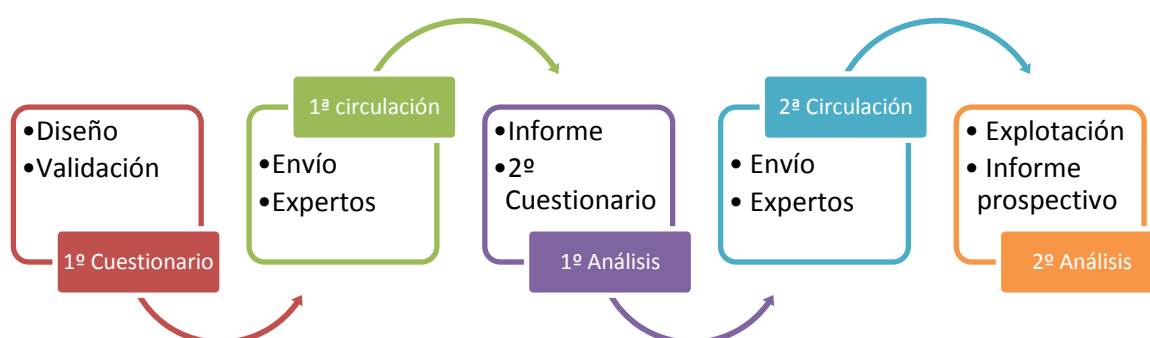 •Diseño
•Validación
1º Cuestionario
1ª circulación
•Envío
•Expertos
•Informe
•2º
Cuestionario
1º Análisis
2ª Circulación
• Envío
• Expertos
• Explotación
• Informe
prospectivo
2º Análisis